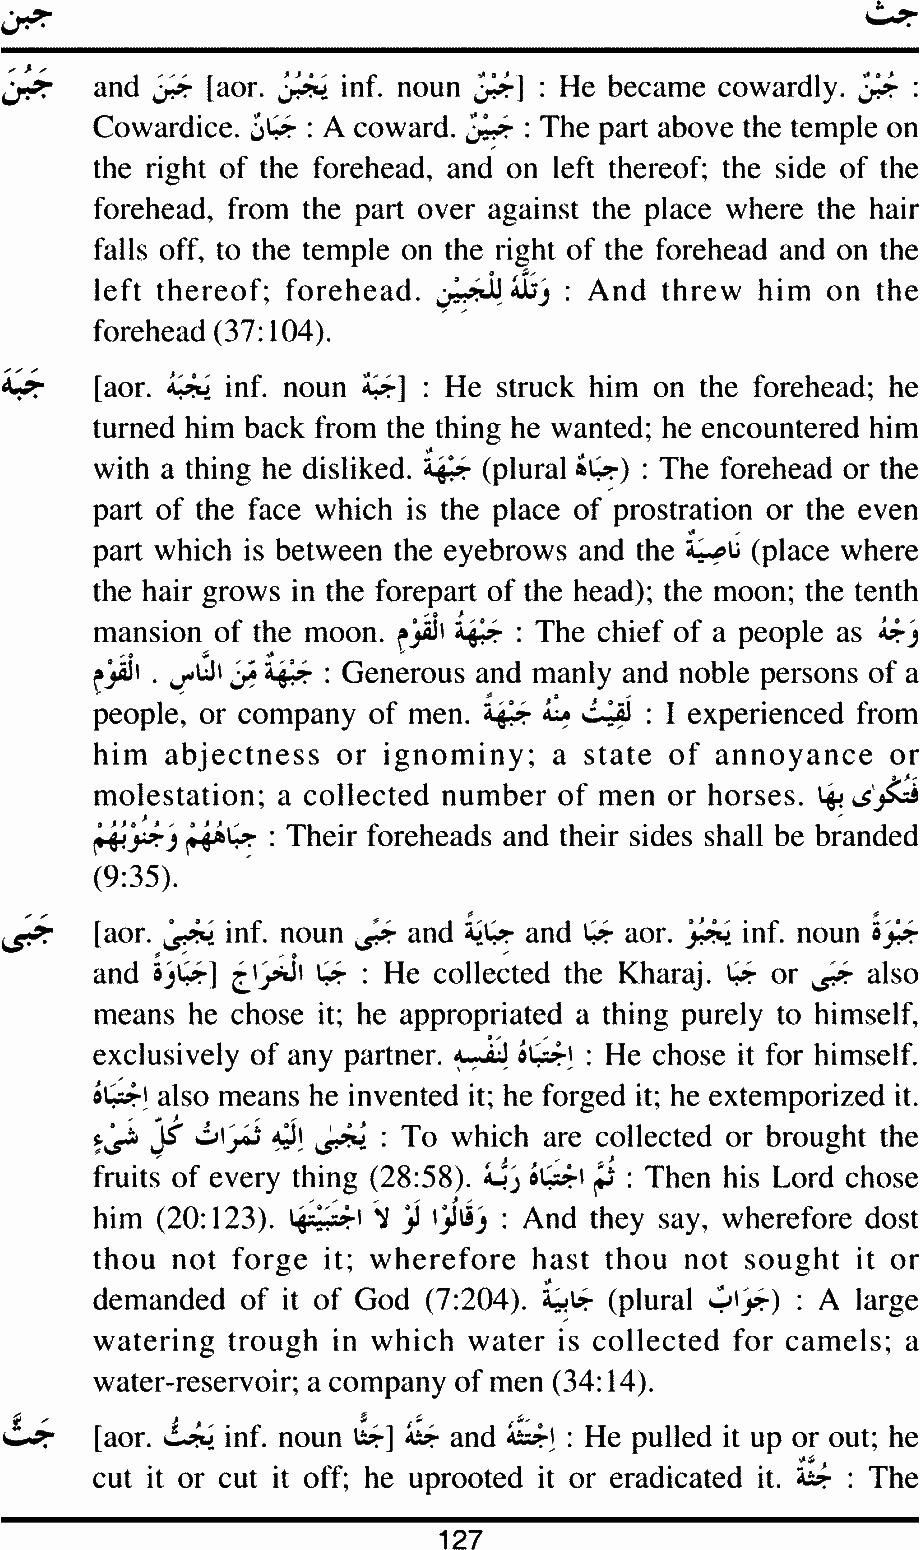 جبن جث
جَبُنَ and جَبَنَ [aor. يَجْبُنُ inf. noun جُبْنٌ] : He became cowardly. جُبْنٌ :
Cowardice. جَبَانٌ : A coward. جَبِيْنٌ : The part above the temple on
the right of the forehead, and on left thereof; the side of the
forehead, from the part over against the place where the hair
falls off, to the temple on the right of the forehead and on the
left thereof; forehead. وَتَلَّهُ لِلْجَبِيْنِ : And threw him on the
forehead (37:104).
جَبَهَ [aor. يَجْبَهُ inf. noun جَبْهٌ] : He struck him on the forehead; he
turned him back from the thing he wanted; he encountered him
with a thing he disliked. جَبْهَةٌ (plural جِبَاهٌ) : The forehead or the
part of the face which is the place of prostration or the even
part which is between the eyebrows and the نَاصِيَةٌ (place where
the hair grows in the forepart of the head); the moon; the tenth
mansion of the moon. جَبْهَةُ الْقَوْمِ : The chief of a people as وَجْهُ
الْقَوْمِ . جَبْهَةٌ مِّنَ النَّاسِ : Generous and manly and noble persons of a
people, or company of men. لَقِيْتُ مِنْهُ جَبْهَةً : I experienced from
him abjectness or ignominy; a state of annoyance or
molestation; a collected number of men or horses. فَتُكْوٰى بِهَا
جِبَاهُهُمْ وَجُنُوْبُهُمْ : Their foreheads and their sides shall be branded
(9:35).
جَبَى [aor. يَجْبِىْ inf. noun جَبًى and جِبَايَةً and جَبَا aor. يَجْبُوْ inf. noun جَبْوَةً
and جَبَاوَةً] جَبَا الْخَرَاجَ : He collected the Kharaj. جَبَا or جَبَى also
means he chose it; he appropriated a thing purely to himself,
exclusively of any partner. اِجْتَبَاهُ لِنَفْسِهِ : He chose it for himself.
اِجْتَبَاهُ also means he invented it; he forged it; he extemporized it.
يُجْبٰى اِلَيْهِ ثَمَرَاتُ كُلِّ شَىْءٍ : To which are collected or brought the
fruits of every thing (28:58). ثُمَّ اجْتَبَاهُ رَبُّهُ : Then his Lord chose
him (20:123). وَقَالُوْا لَوْ لاَ اجْتَبَيْتَهَا : And they say, wherefore dost
thou not forge it; wherefore hast thou not sought it or
demanded of it of God (7:204). جَابِيَةٌ (plural جَوَابٌ) : A large
watering trough in which water is collected for camels; a
water-reservoir; a company of men (34:14).
جَثَّ [aor. يَجُثُّ inf. noun جَثًّا] جَثَّهُ and اِجْتَثَّهُ : He pulled it up or out; he
cut it or cut it off; he uprooted it or eradicated it. جُثَّةٌ : The
127